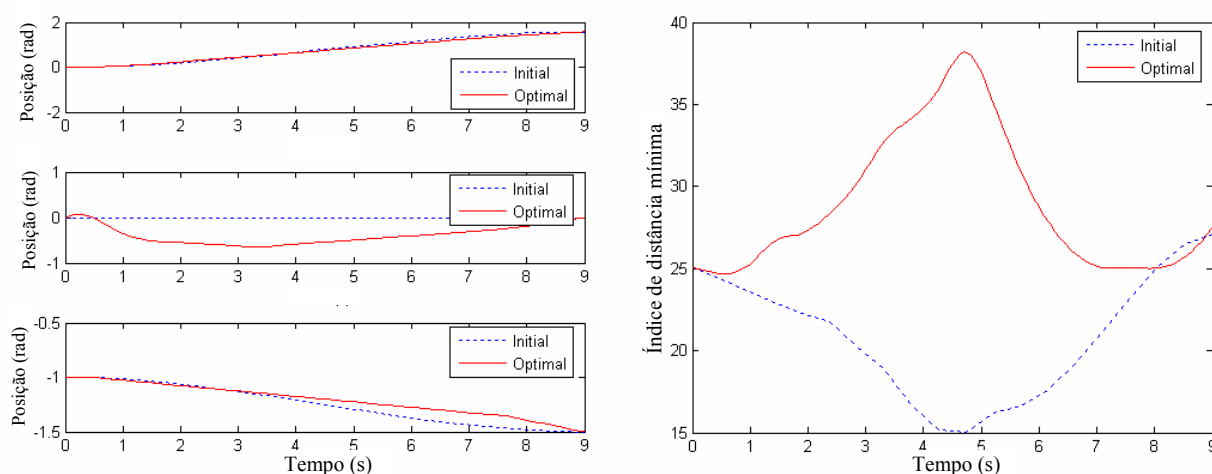 Posição (rad)
2
0
-2
0 1 2 3 4 5 6 7 8 9
Initial
Optimal
Posição (rad)
1
0
-1
0 1 2 3 4 5 6 7 8 9
Initial
Optimal
Posição (rad)
-0.5
-1
-1.5
0 1 2 3 4 5 6 7 8 9
Initial
Optimal
Tempo (s)
Índice de distância mínima
40
35
30
25
20
15
0 1 2 3 4 5 6 7 8 9
Initial
Optimal
Tempo (s)